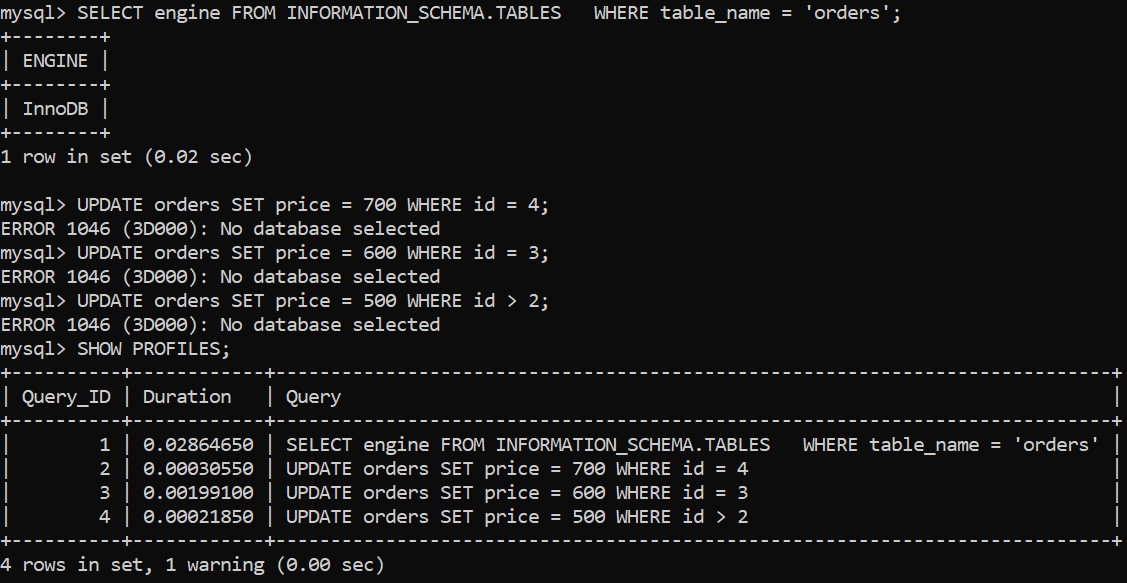 mysql> SELECT engine FROM INFORMATION_SCHEMA.TABLES   WHERE table_name = 'orders';
+--------+
| ENGINE |
+--------+
| InnoDB |
+--------+
1 row in set (0.02 sec)

mysql> UPDATE orders SET price = 700 WHERE id = 4;
ERROR 1046 (3D000): No database selected
mysql> UPDATE orders SET price = 600 WHERE id = 3;
ERROR 1046 (3D000): No database selected
mysql> UPDATE orders SET price = 500 WHERE id > 2;
ERROR 1046 (3D000): No database selected
mysql> SHOW PROFILES;
+----------+------------+----------------------------------------------------------------------------+
| Query_ID | Duration   | Query                                                                      |
+----------+------------+----------------------------------------------------------------------------+
|        1 | 0.02864650 | SELECT engine FROM INFORMATION_SCHEMA.TABLES   WHERE table_name = 'orders' |
|        2 | 0.00030550 | UPDATE orders SET price = 700 WHERE id = 4                                 |
|        3 | 0.00199100 | UPDATE orders SET price = 600 WHERE id = 3                                 |
|        4 | 0.00021850 | UPDATE orders SET price = 500 WHERE id > 2                                 |
+----------+------------+----------------------------------------------------------------------------+
4 rows in set, 1 warning (0.00 sec)